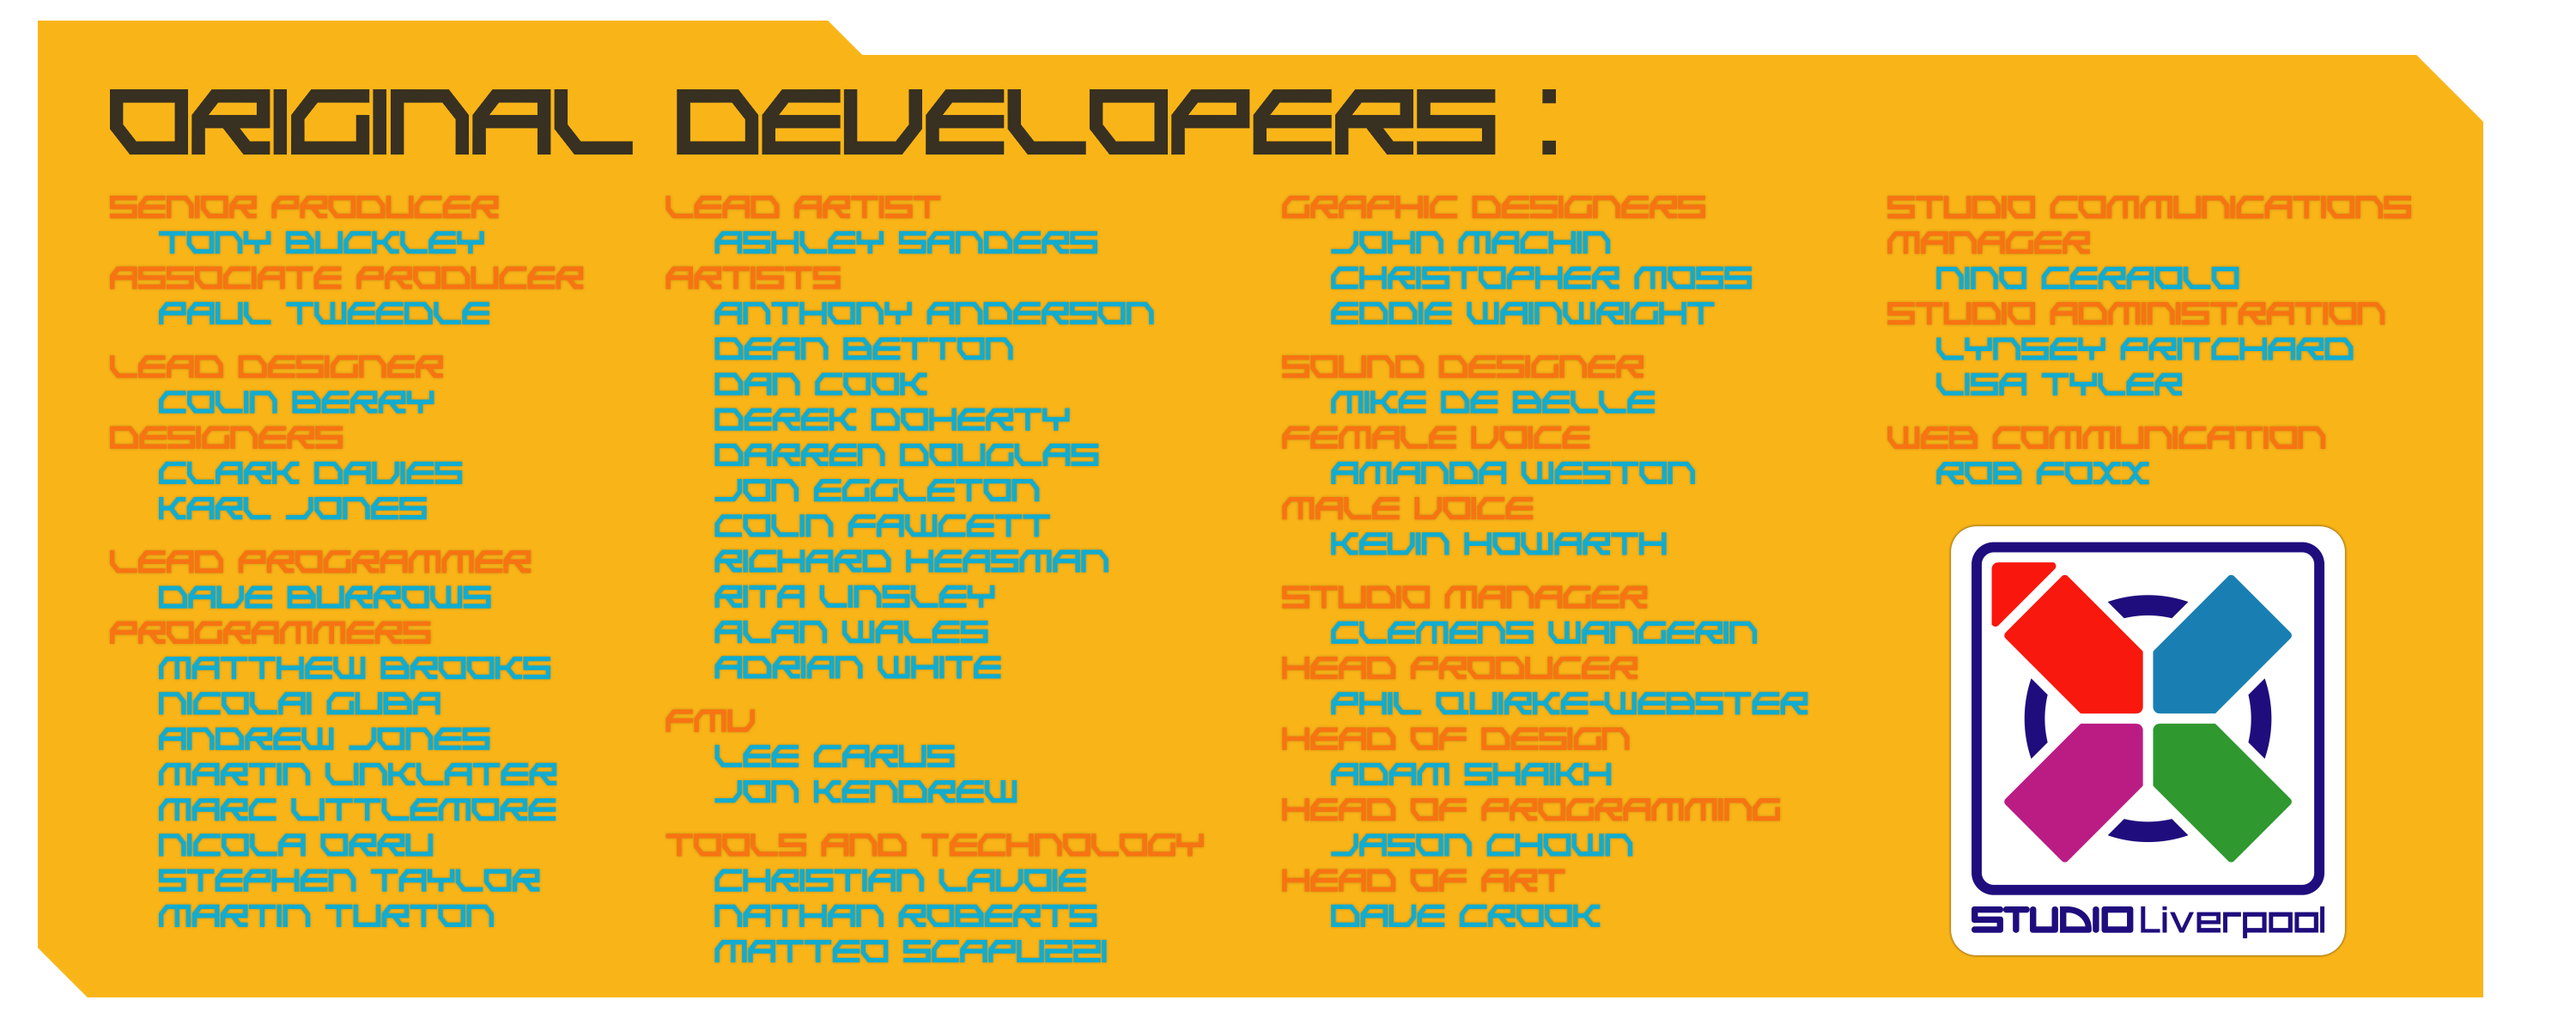 ORIGINAL DEVELOPERS :
SENIOR PRODUCER
TONY BUCKLEY
ASSOCIATE PRODUCER
PAUL TWEEDLE
LEAD DESIGNER
COLIN BERRY
DESIGNERS
CLARK DAVIES
KARL JONES
LEAD PROGRAMMER
DAVE BURROWS
PROGRAMMERS
MATTHEW BROOKS
NICOLAI GUBA
ANDREW JONES
MARTIN LINKLATER
MARC LITTLEMORE
NICOLA ORRU
STEPHEN TAYLOR
MARTIN TURTON
LEAD ARTIST
ASHLEY SANDERS
ARTISTS
ANTHONY ANDERSON
DEAN BETTON
DAN COOK
DEREK DOHERTY
DARREN DOUGLAS
JON EGGLETON
COLIN FAWCETT
RICHARD HEASMAN
RITA LINSLEY
ALAN WALES
ADRIAN WHITE
FMV
LEE CARUS
JON KENDREW
TOOLS AND TECHNOLOGY
CHRISTIAN LAVOIE
NATHAN ROBERTS
MATTEO SCAPUZZI
GRAPHIC DESIGNERS
JOHN MACHIN
CHRISTOPHER MOSS
EDDIE WAINWRIGHT
SOUND DESIGNER
MIKE DE BELLE
FEMALE VOICE
AMANDA WESTON
MALE VOICE
KEVIN HOWARTH
STUDIO MANAGER
CLEMENS WANGERIN
HEAD PRODUCER
PHIL QUIRKE-WEBSTER
HEAD OF DESIGN
ADAM SHAIKH
HEAD OF PROGRAMMING
JASON CHOWN
HEAD OF ART
DAVE CROOK
STUDIO COMMUNICATIONS
MANAGER
NINO CERAOLO
STUDIO ADMINISTRATION
LYNSEY PRITCHARD
LISA TYLER
WEB COMMUNICATION
ROB FOXX
STUDIO Liverpool